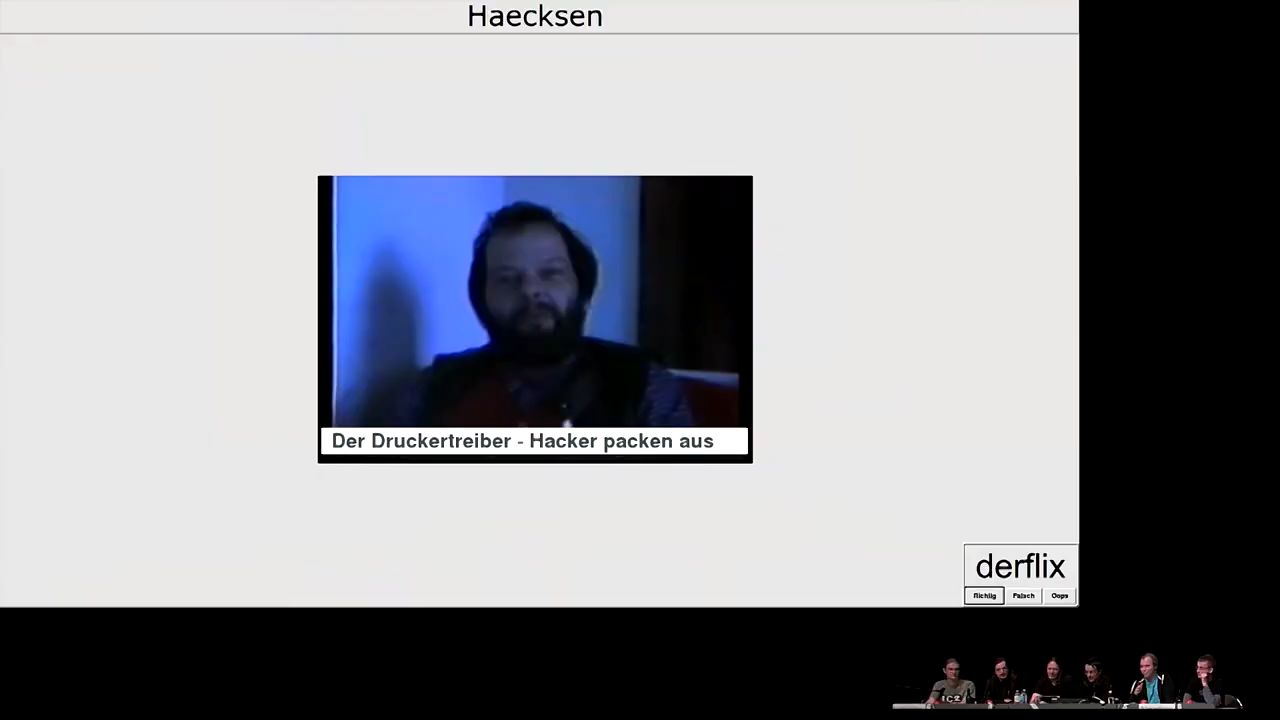 Haecksen
Der Druckertreiber - Hacker packen aus
derflix
Richtig Falsch Oops